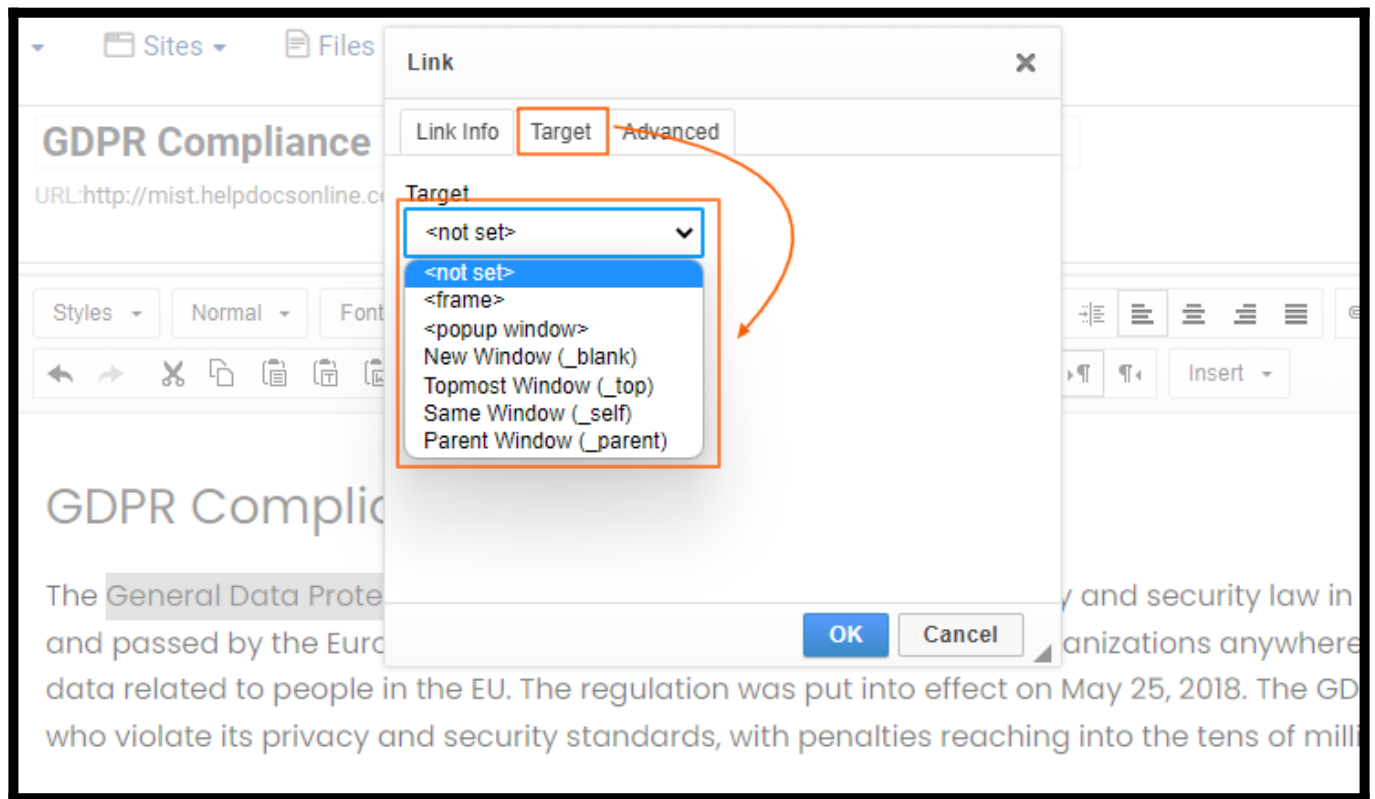 Sites Files
Link
GDPR Compliance
Link Info Target Advanced
URL:http://mist.helpdocsonline.c
Target
<not set>
<not set>
<frame>
<popup window>
New Window (_blank)
Topmost Window (_top)
Same Window (_self)
Parent Window (_parent)
Styles Normal Font
Insert
GDPR Complia
The General Data Prote y and security law in
and passed by the Euro anizations anywhere
OK Cancel
data related to people in the EU. The regulation was put into effect on May 25, 2018. The GD
who violate its privacy and security standards, with penalties reaching into the tens of milli